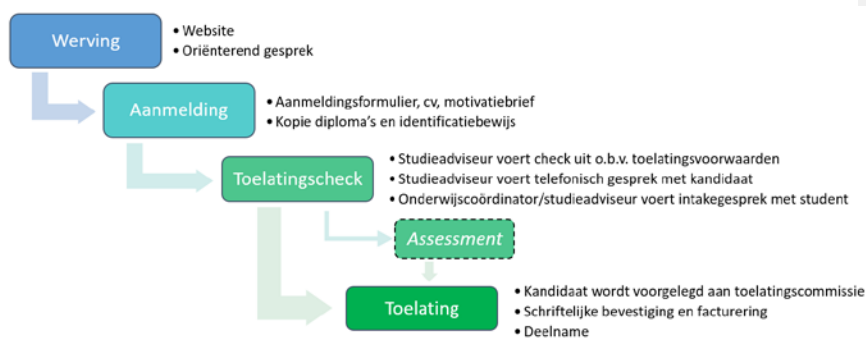 Werving
• Website
• Oriënterend gesprek
Aanmelding
• Aanmeldingsformulier, cv, motivatiebrief
• Kopie diploma's en identificatiebewijs
Toelatingscheck
• Studieadviseur voert check uit o.b.v. toelatingsvoorwaarden
• Studieadviseur voert telefonisch gesprek met kandidaat
• Onderwijscoördinator/studieadviseur voert intakegesprek met student
Assessment
Toelating
• Kandidaat wordt voorgelegd aan toelatingscommissie
• Schriftelijke bevestiging en facturering
• Deelname